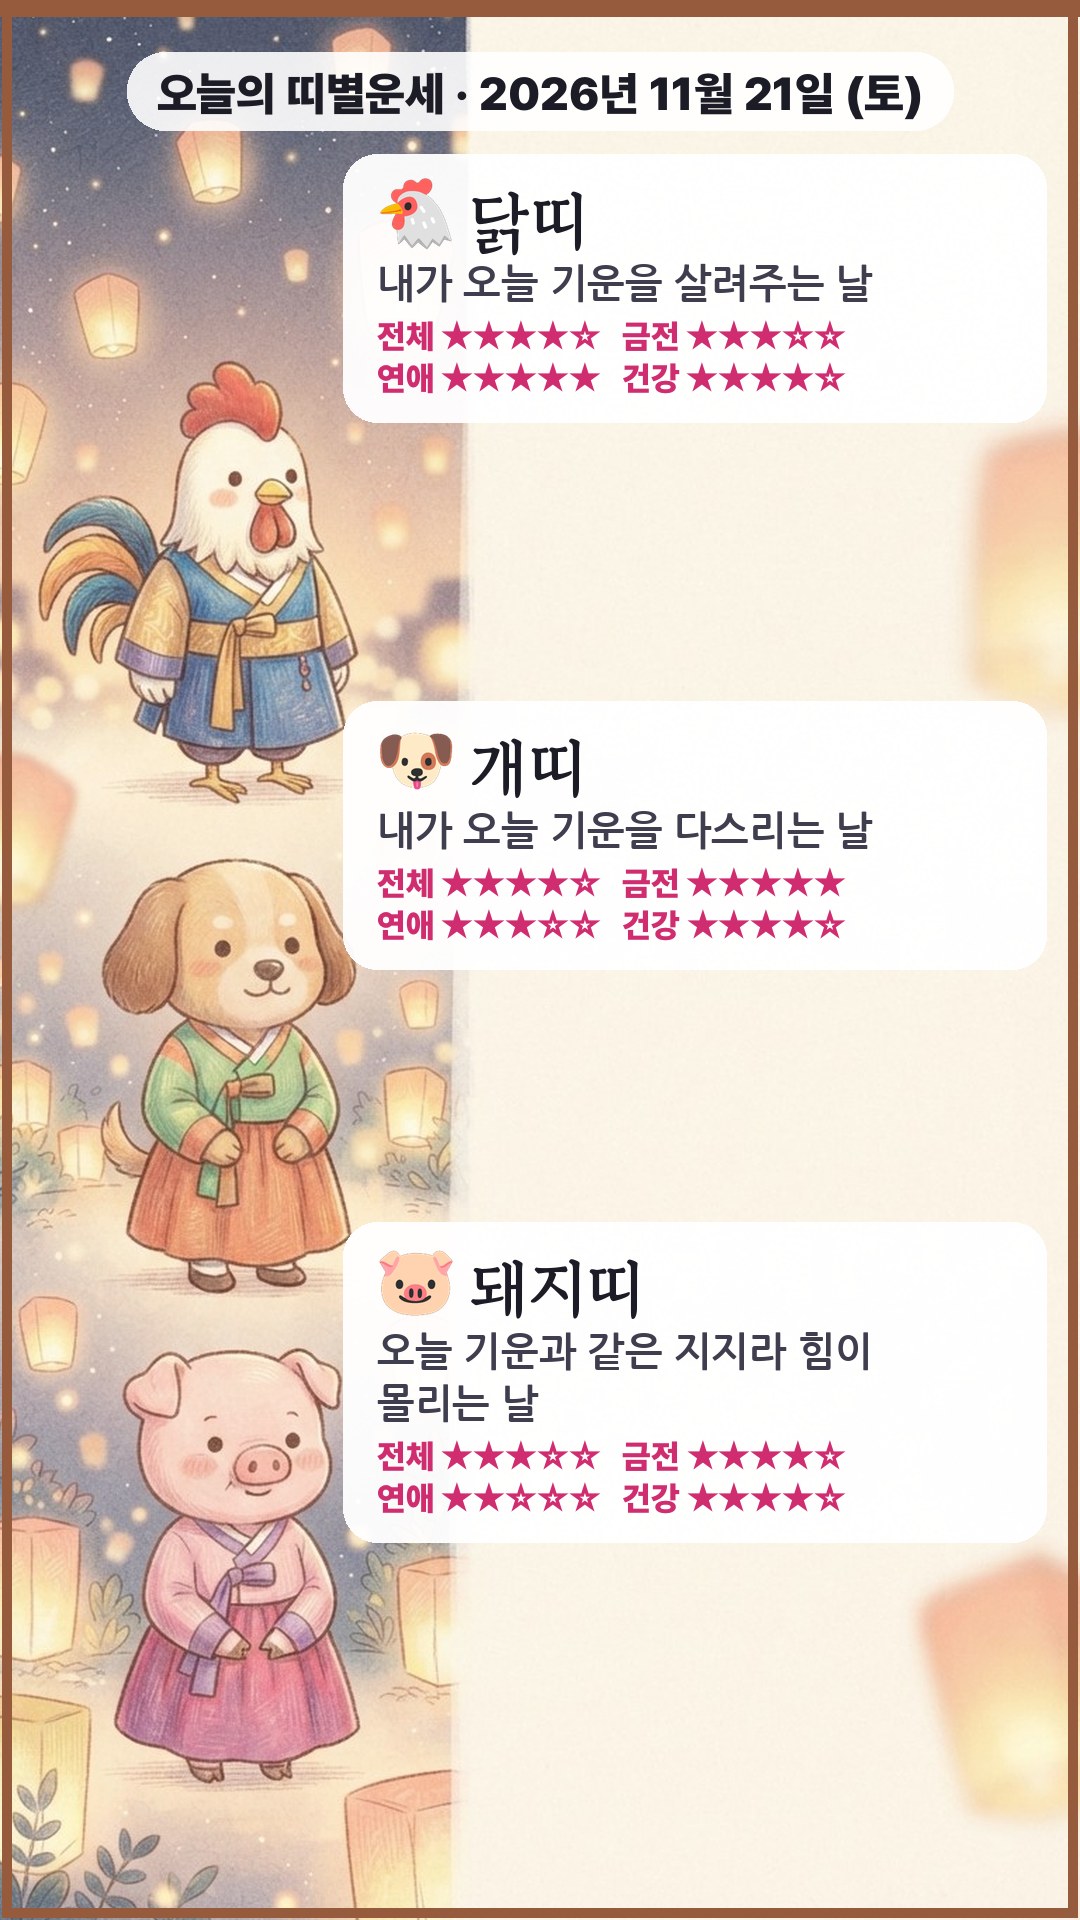 오늘의 띠별운세 · 2026년 11월 21일 (토)
닭띠
내가 오늘 기운을 살려주는 날
전체 ★★★★☆ 금전 ★★★☆☆
연애 ★★★★★ 건강 ★★★★☆
개띠
내가 오늘 기운을 다스리는 날
전체 ★★★★☆ 금전 ★★★★★
연애 ★★★☆☆ 건강 ★★★★☆
돼지띠
오늘 기운과 같은 지지라 힘이
몰리는 날
전체 ★★★☆☆ 금전 ★★★★☆
연애 ★★☆☆☆ 건강 ★★★★☆